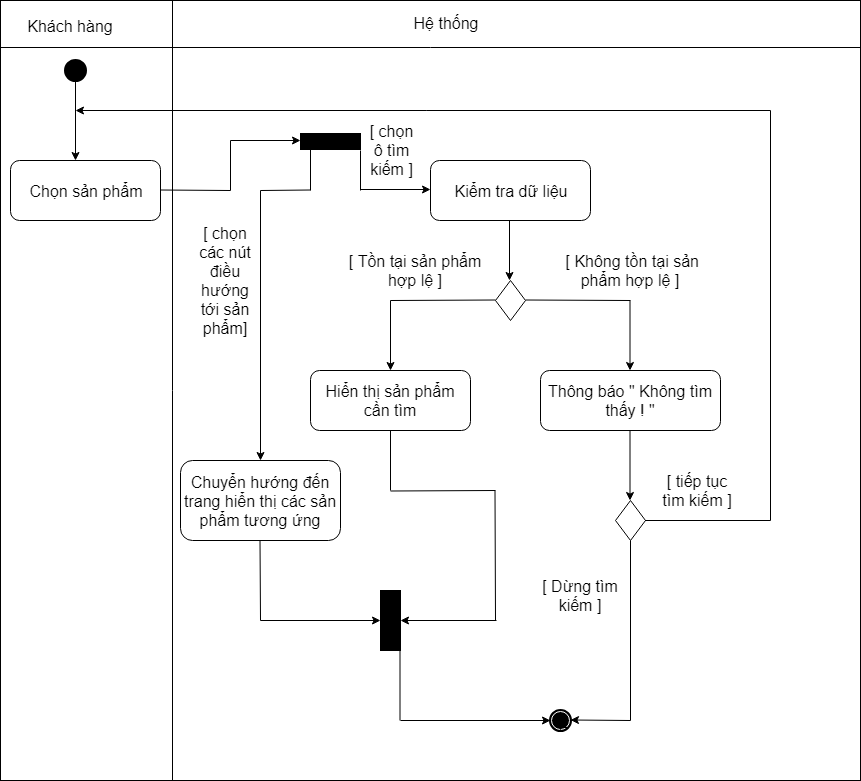 Khách hàng
Hệ thống
[ chọn
ô tìm
kiếm ]
Chọn sản phẩm
Kiểm tra dữ liệu
[ chọn
các nút
điều
hướng
tới sản
phẩm]
[ Tồn tại sản phẩm
hợp lệ ]
[ Không tồn tại sản
phẩm hợp lệ ]
Hiển thị sản phẩm
cần tìm
Thông báo " Không tìm
thấy ! "
Chuyển hướng đến
trang hiển thị các sản
phẩm tương ứng
[ tiếp tục
tìm kiếm ]
[ Dừng tìm
kiếm ]